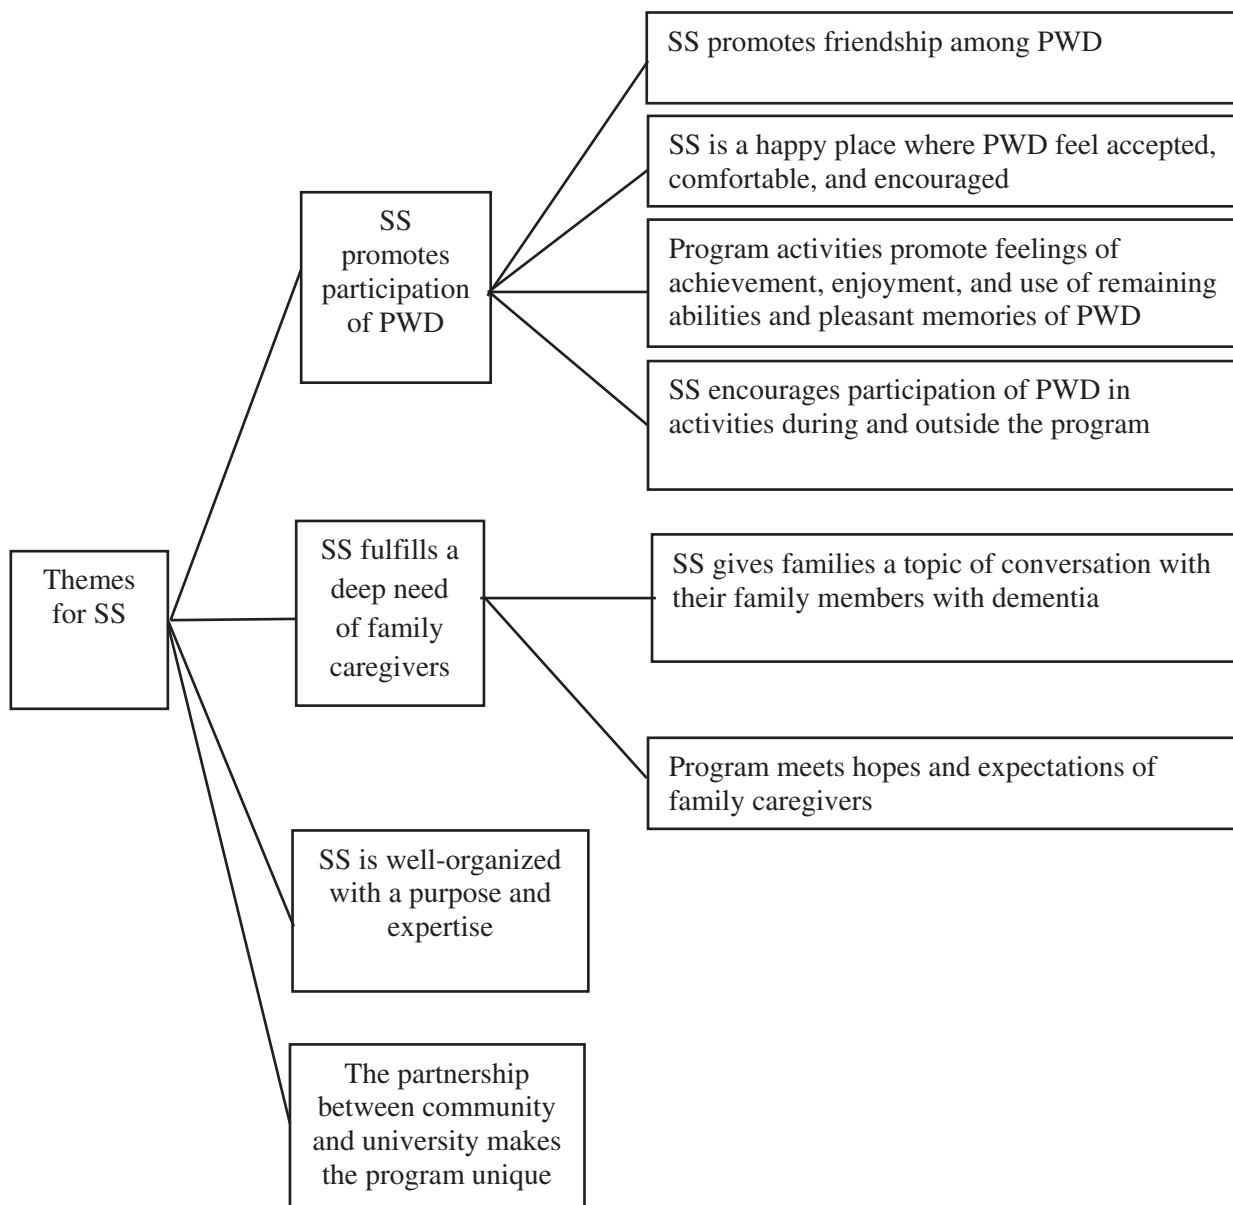 Themes
for SS
SS
promotes
participation
of PWD
SS promotes friendship among PWD
SS is a happy place where PWD feel accepted,
comfortable, and encouraged
Program activities promote feelings of
achievement, enjoyment, and use of remaining
abilities and pleasant memories of PWD
SS encourages participation of PWD in
activities during and outside the program
SS fulfills a
deep need
of family
caregivers
SS gives families a topic of conversation with
their family members with dementia
Program meets hopes and expectations of
family caregivers
SS is well-organized
with a purpose and
expertise
The partnership
between community
and university makes
the program unique